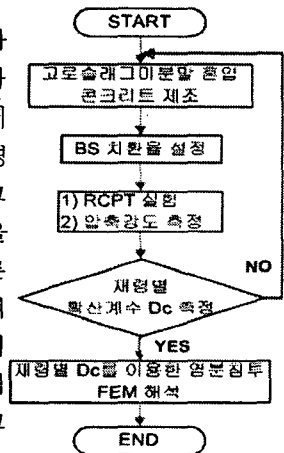 START
고로슬래그미분말 혼입
콘크리트 제조
BS 치환율 설정
1) RCPT 실험
2) 압축강도 측정
재령별
확산계수 Dc 측정
NO
YES
재령별 Dc를 이용한 염분침투
FEM 해석
END